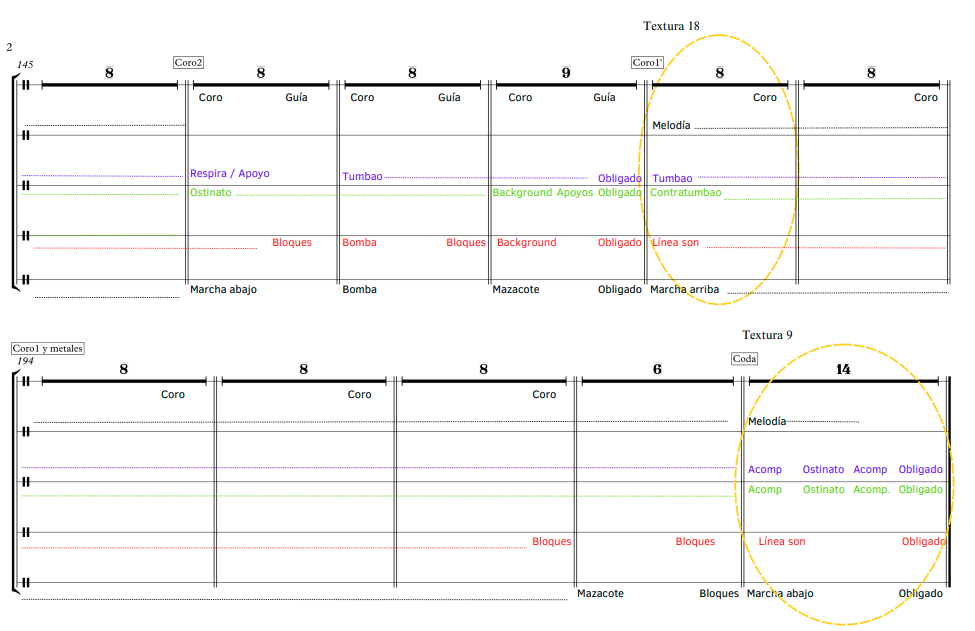 Textura 18
2
145
Coro2
Coro1'
8 8 8 9 8 8
Coro Guía Coro Guía Coro Guía Coro Coro
Melodía
Respira / Apoyo Tumbao Obligado Tumbao
Ostinato Background Apoyos Obligado Contratumbao
Bloques Bomba Bloques Background Obligado Línea son
Marcha abajo Bomba Mazacote Obligado Marcha arriba
Textura 9
Coro1 y metales
Coda
194
8 8 8 6 14
Coro Coro Coro
Melodía
Acomp Ostinato Acomp Obligado
Acomp Ostinato Acomp. Obligado
Bloques Bloques Línea son Obligado
Mazacote Bloques Marcha abajo Obligado